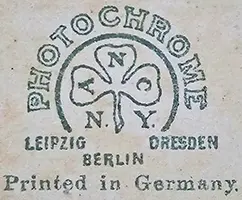 PHOTOCHROME
A N C
N. Y.
LEIPZIG DRESDEN
BERLIN
Printed in Germany.